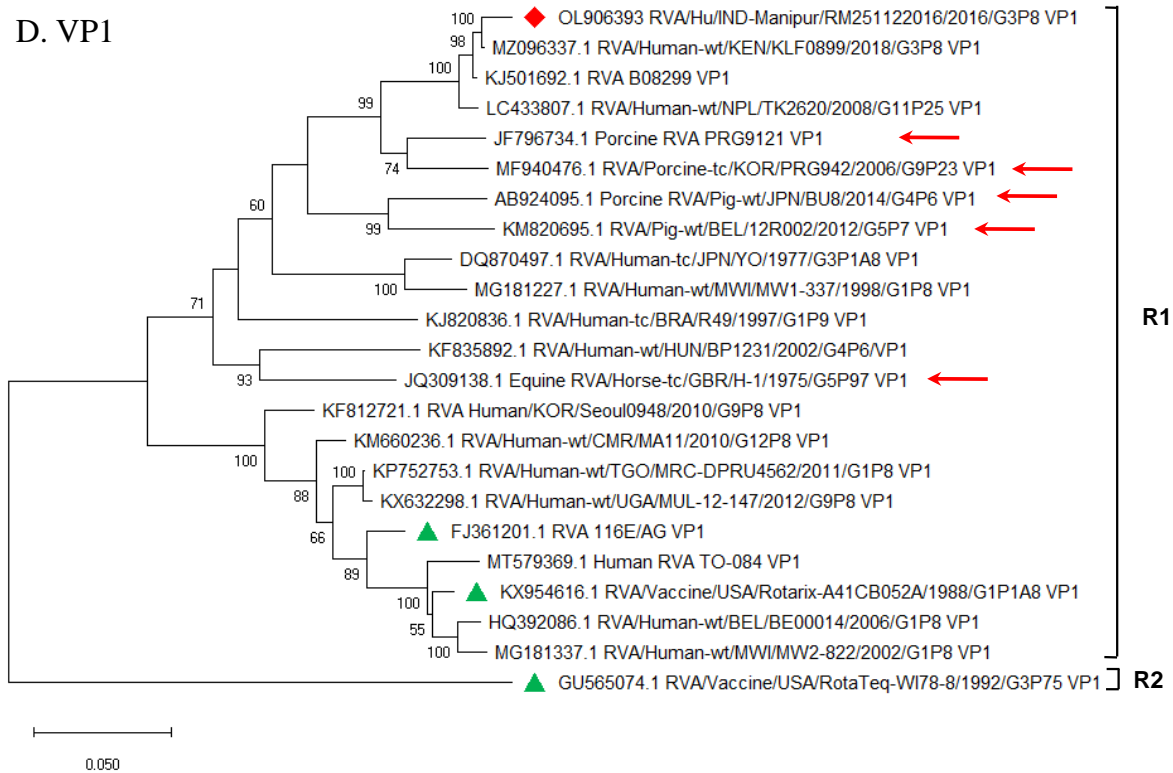 D. VP1
100
OL906393 RVA/Hu/IND-Manipur/RM251122016/2016/G3P8 VP1
98
MZ096337.1 RVA/Human-wt/KEN/KLF0899/2018/G3P8 VP1
100
KJ501692.1 RVA B08299 VP1
99
LC433807.1 RVA/Human-wt/NPL/TK2620/2008/G11P25 VP1
JF796734.1 Porcine RVA PRG9121 VP1
74
MF940476.1 RVA/Porcine-tc/KOR/PRG942/2006/G9P23 VP1
AB924095.1 Porcine RVA/Pig-wt/JPN/BU8/2014/G4P6 VP1
60
99
KM820695.1 RVA/Pig-wt/BEL/12R002/2012/G5P7 VP1
DQ870497.1 RVA/Human-tc/JPN/YO/1977/G3P1A8 VP1
100
MG181227.1 RVA/Human-wt/MWI/MW1-337/1998/G1P8 VP1
71
KJ820836.1 RVA/Human-tc/BRA/R49/1997/G1P9 VP1
R1
KF835892.1 RVA/Human-wt/HUN/BP1231/2002/G4P6/VP1
93
JQ309138.1 Equine RVA/Horse-tc/GBR/H-1/1975/G5P97 VP1
KF812721.1 RVA Human/KOR/Seoul0948/2010/G9P8 VP1
100
KM660236.1 RVA/Human-wt/CMR/MA11/2010/G12P8 VP1
100
KP752753.1 RVA/Human-wt/TGO/MRC-DPRU4562/2011/G1P8 VP1
88
KX632298.1 RVA/Human-wt/UGA/MUL-12-147/2012/G9P8 VP1
66
FJ361201.1 RVA 116E/AG VP1
89
MT579369.1 Human RVA TO-084 VP1
KX954616.1 RVA/Vaccine/USA/Rotarix-A41CB052A/1988/G1P1A8 VP1
100
HQ392086.1 RVA/Human-wt/BEL/BE00014/2006/G1P8 VP1
55
100
MG181337.1 RVA/Human-wt/MWI/MW2-822/2002/G1P8 VP1
GU565074.1 RVA/Vaccine/USA/RotaTeq-WI78-8/1992/G3P75 VP1
R2
0.050